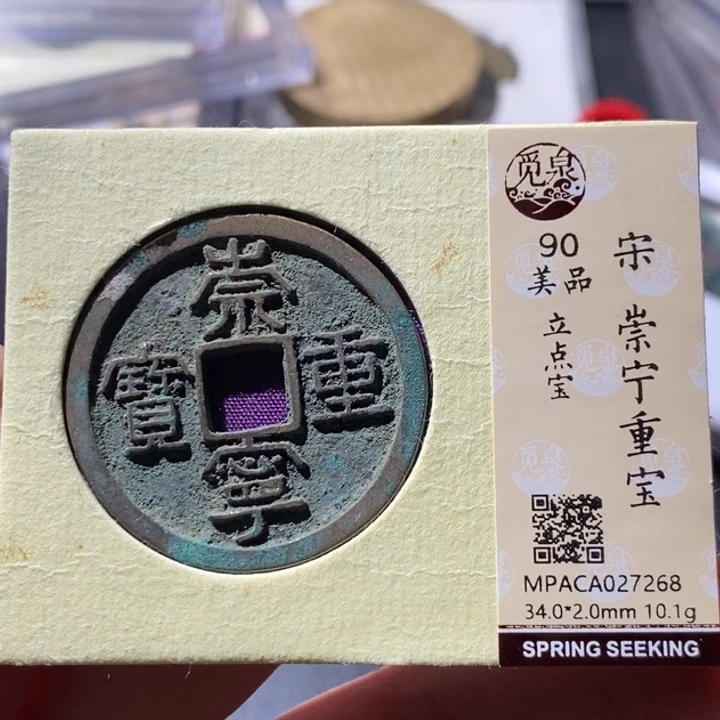 崇
重
寧
寶
觅泉
90
美品
立点宝
宋 崇宁重宝
MPACA027268
34.0*2.0mm 10.1g
SPRING SEEKING